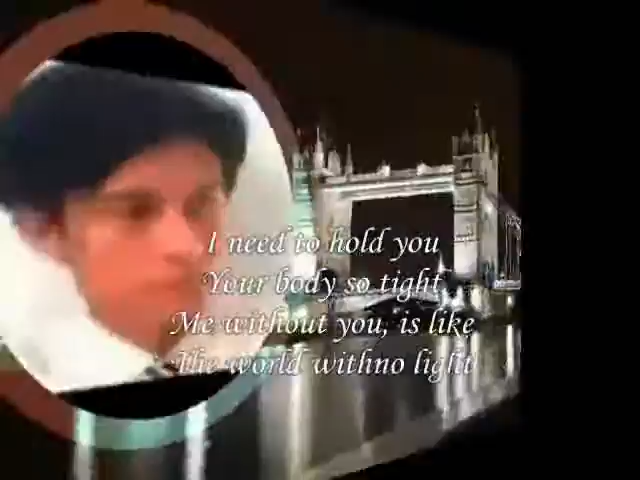 I need to hold you
Your body so tight
Me without you, is like
The world withno light